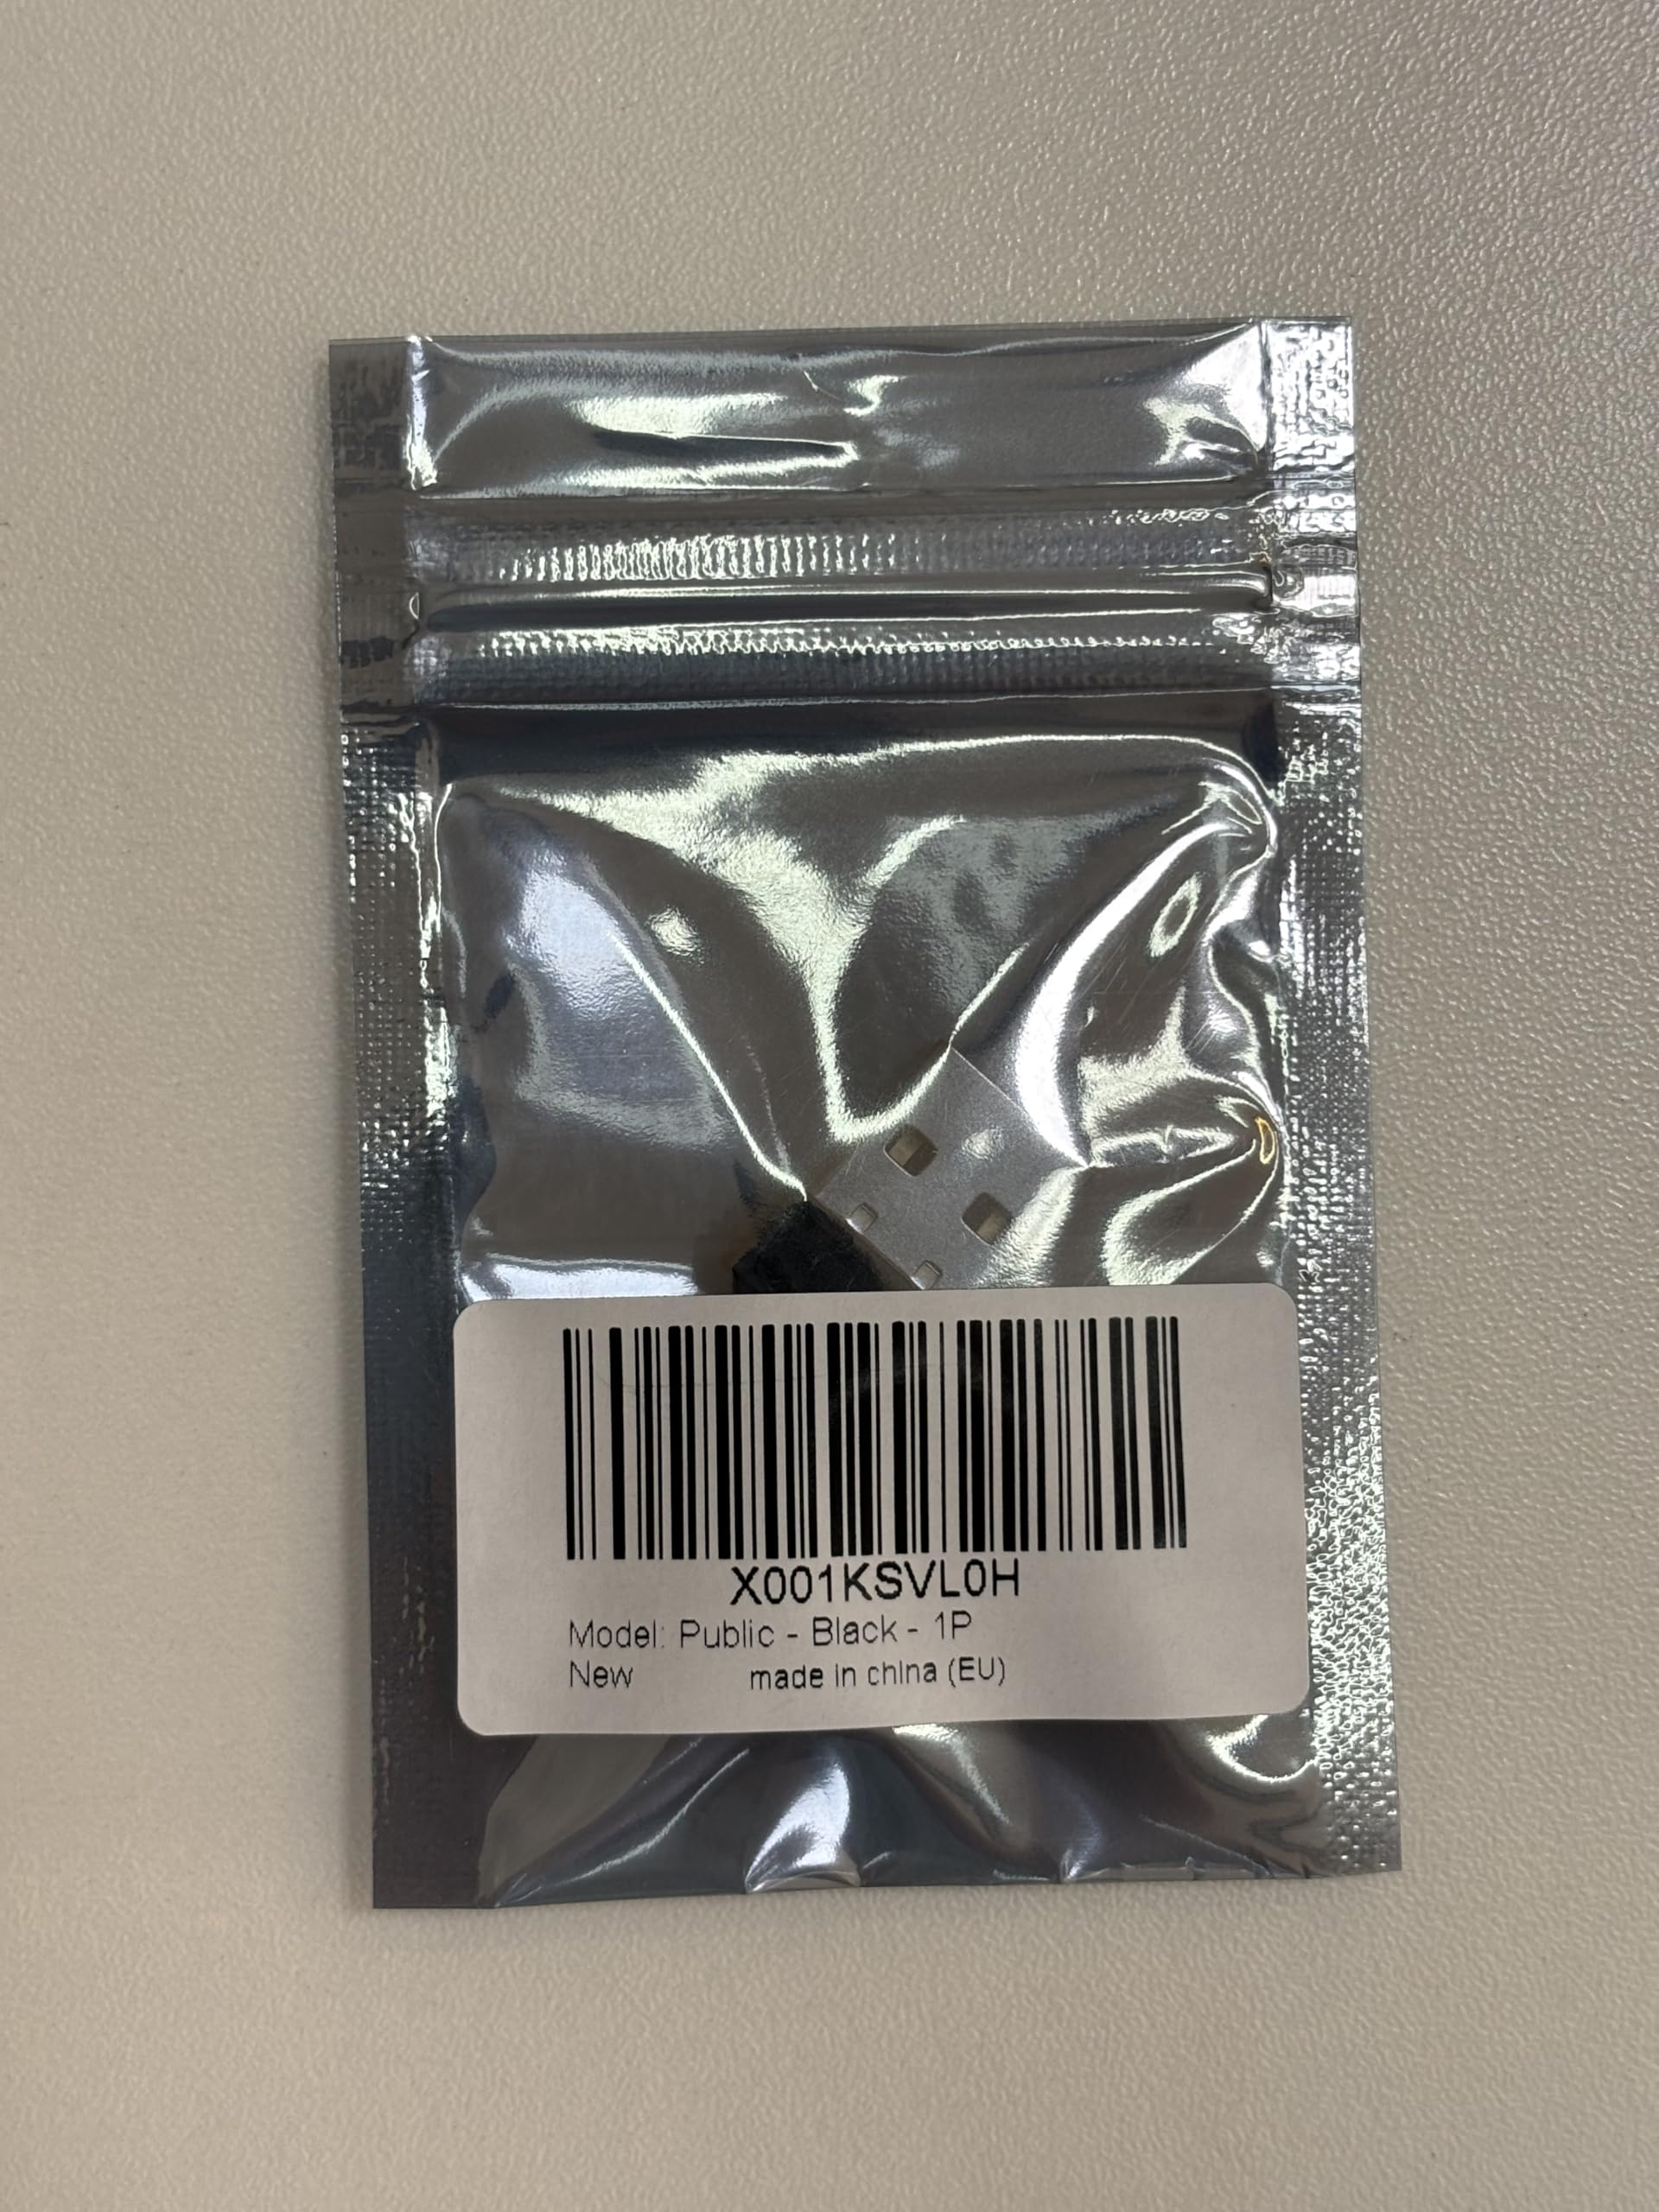 X001KSVL0H
Model: Public - Black - 1P
New made in china (EU)